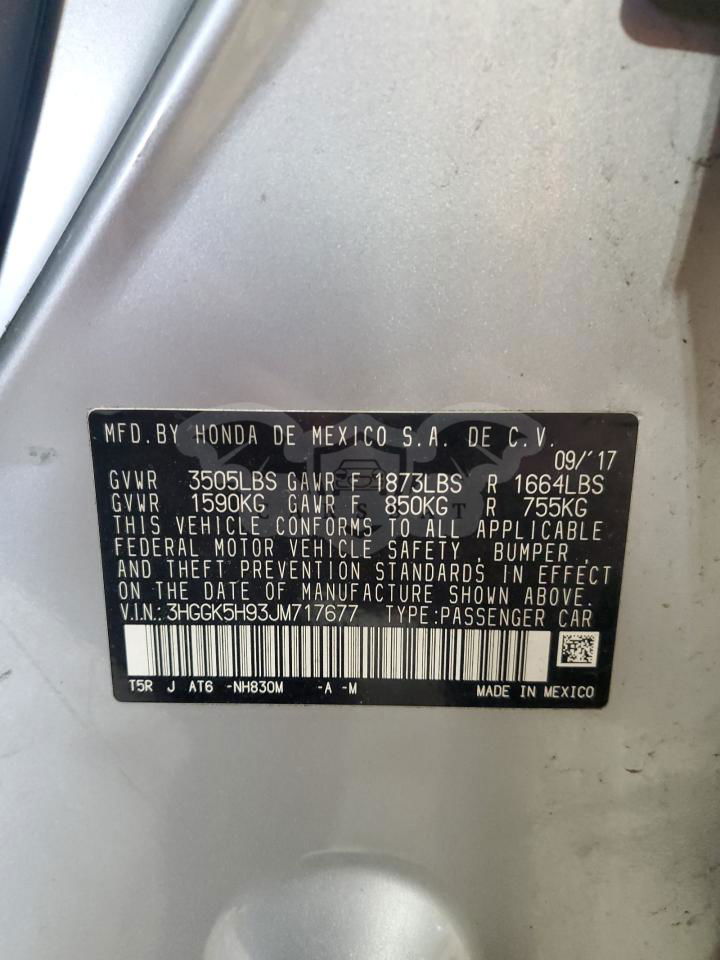 MFD.BY HONDA DE MEXICO S.A. DE C.V.
09/'17
GVWR 3505LBS GAWR F 1873LBS R 1664LBS
GVWR 1590KG GAWR F 850KG R 755KG
THIS VEHICLE CONFORMS TO ALL APPLICABLE
FEDERAL MOTOR VEHICLE SAFETY, BUMPER,
AND THEFT PREVENTION STANDARDS IN EFFECT
ON THE DATE OF MANUFACTURE SHOWN ABOVE.
V.I.N.: 3HGGK5H93JM717677 TYPE:PASSENGER CAR
T5R J AT6 -NH830M -A -M MADE IN MEXICO